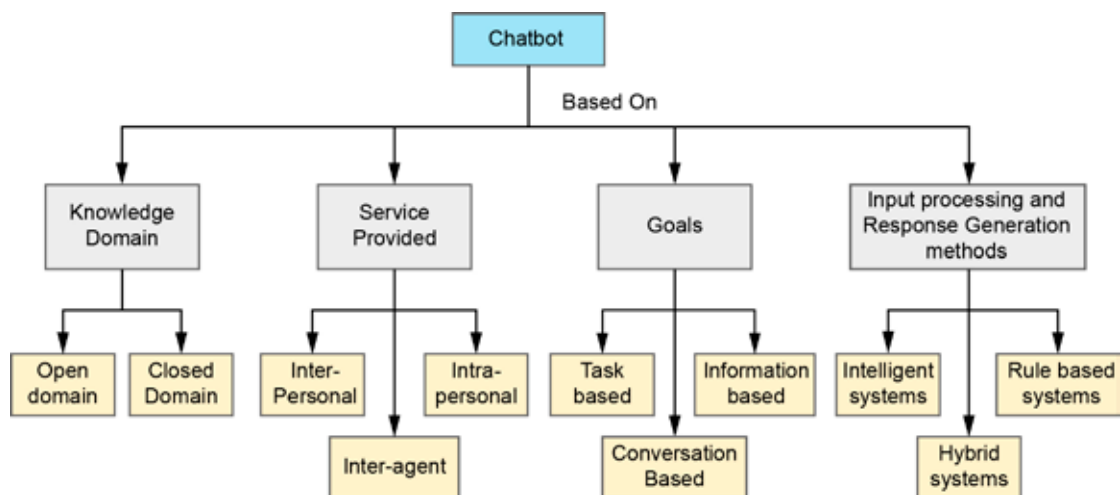 Chatbot
Based On
Knowledge
Domain
Service
Provided
Goals
Input processing and
Response Generation
methods
Open
domain
Closed
Domain
Inter-
Personal
Intra-
personal
Inter-agent
Task
based
Information
based
Conversation
Based
Intelligent
systems
Rule based
systems
Hybrid
systems